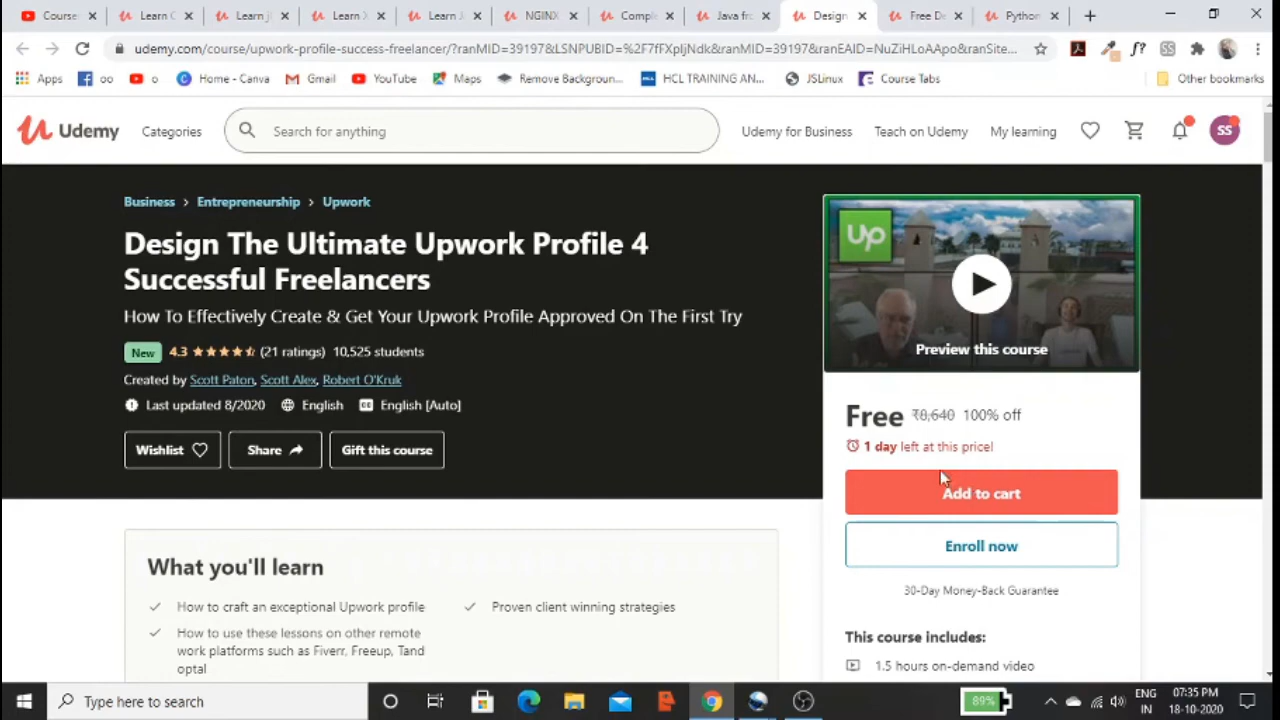 Course
Learn C
Learn ji
Learn X
Learn J
NGINX
Comple
Java fro
Design
Free De
Python
udemy.com/course/upwork-profile-success-freelancer/?ranMID=39197&LSNPUBID=%2F7fFXpljNdk&ranMID=39197&ranEAID=NuZiHLoAApo&ranSite...
Apps
oo
o
Home - Canva
Gmail
YouTube
Maps
Remove Backgroun...
HCL TRAINING AN...
JSLinux
Course Tabs
Other bookmarks
Udemy
Categories
Search for anything
Udemy for Business
Teach on Udemy
My learning
SS
Business > Entrepreneurship > Upwork
Design The Ultimate Upwork Profile 4
Successful Freelancers
How To Effectively Create & Get Your Upwork Profile Approved On The First Try
New 4.3 (21 ratings) 10,525 students
Created by Scott Paton, Scott Alex, Robert O'Kruk
Last updated 8/2020 English English [Auto]
Wishlist
Share
Gift this course
Up
Preview this course
Free ₹8,640 100% off
1 day left at this price!
Add to cart
Enroll now
30-Day Money-Back Guarantee
This course includes:
1.5 hours on-demand video
What you'll learn
How to craft an exceptional Upwork profile
How to use these lessons on other remote
work platforms such as Fiverr, Freeup, Tand
optal
Proven client winning strategies
Type here to search
89%
ENG
IN
07:35 PM
18-10-2020